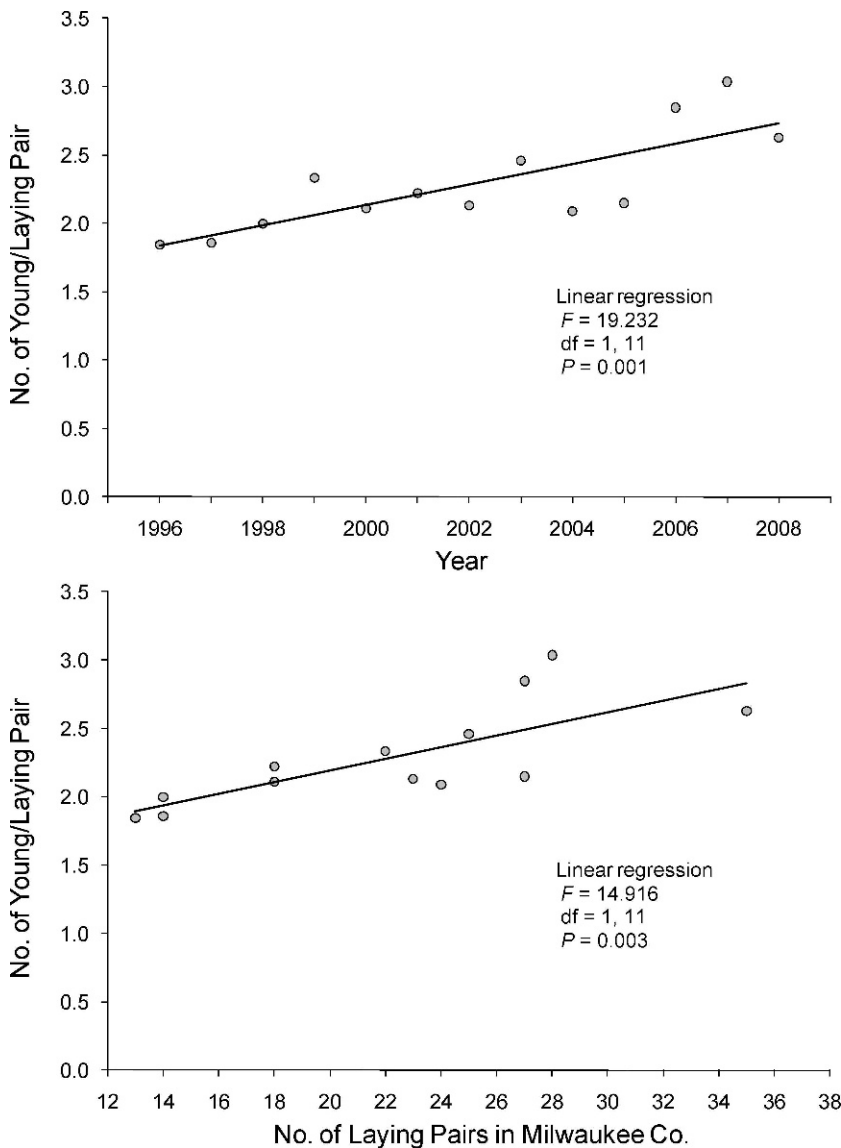 3.5
3.0
2.5
2.0
1.5
1.0
0.5
0.0
No. of Young/Laying Pair
Linear regression
F = 19.232
df = 1, 11
P = 0.001
1996 1998 2000 2002 2004 2006 2008
Year
3.5
3.0
2.5
2.0
1.5
1.0
0.5
0.0
No. of Young/Laying Pair
Linear regression
F = 14.916
df = 1, 11
P = 0.003
12 14 16 18 20 22 24 26 28 30 32 34 36 38
No. of Laying Pairs in Milwaukee Co.